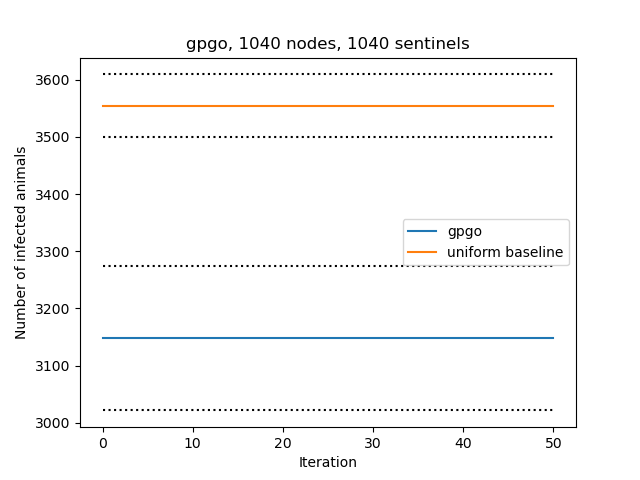 gpgo, 1040 nodes, 1040 sentinels
3600
3500
3400
3300
3200
3100
3000
Number of infected animals
gpgo
uniform baseline
0
10
20
30
40
50
Iteration